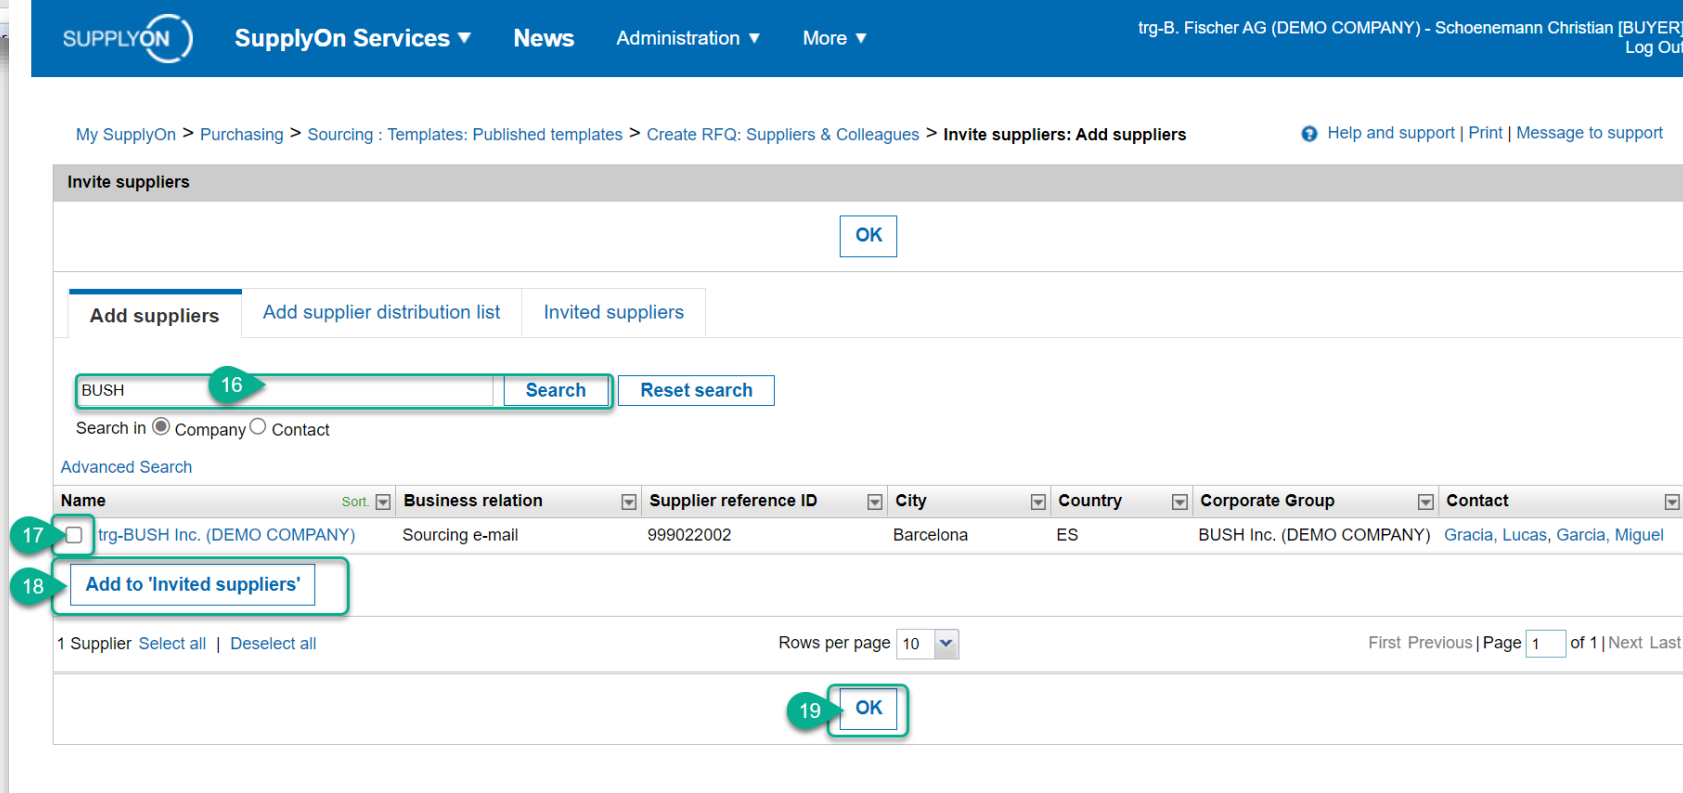 SUPPLYON SupplyOn Services ▼ News Administration ▼ More ▼
trg-B. Fischer AG (DEMO COMPANY) - Schoenemann Christian [BUYER]
Log Out
My SupplyOn > Purchasing > Sourcing : Templates: Published templates > Create RFQ: Suppliers & Colleagues > Invite suppliers: Add suppliers
Help and support | Print | Message to support
Invite suppliers
OK
Add suppliers Add supplier distribution list Invited suppliers
BUSH 16 Search Reset search
Search in Company Contact
Advanced Search
Name Sort. Business relation Supplier reference ID City Country Corporate Group Contact
17 trg-BUSH Inc. (DEMO COMPANY) Sourcing e-mail 999022002 Barcelona ES BUSH Inc. (DEMO COMPANY) Gracia, Lucas, Garcia, Miguel
18 Add to 'Invited suppliers'
1 Supplier Select all | Deselect all Rows per page 10 First Previous | Page 1 of 1 | Next Last
19 OK